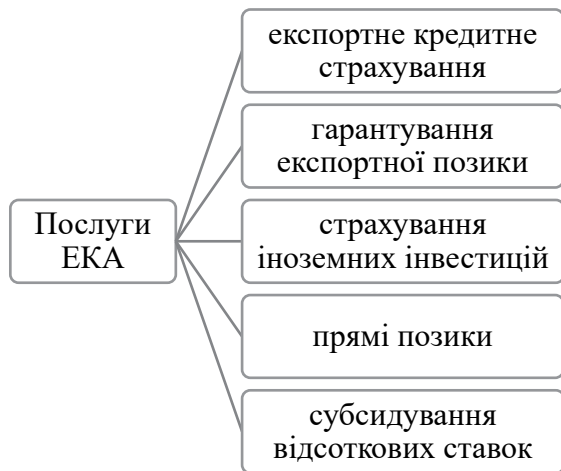 експортне кредитне
страхування
гарантування
експортної позики
Послуги
ЕКА
страхування
іноземних інвестицій
прямі позики
субсидування
відсоткових ставок